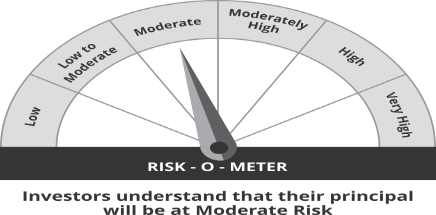 Low
Low to
Moderate
Moderate
Moderately
High
High
Very High
RISK - O - METER
Investors understand that their principal
will be at Moderate Risk